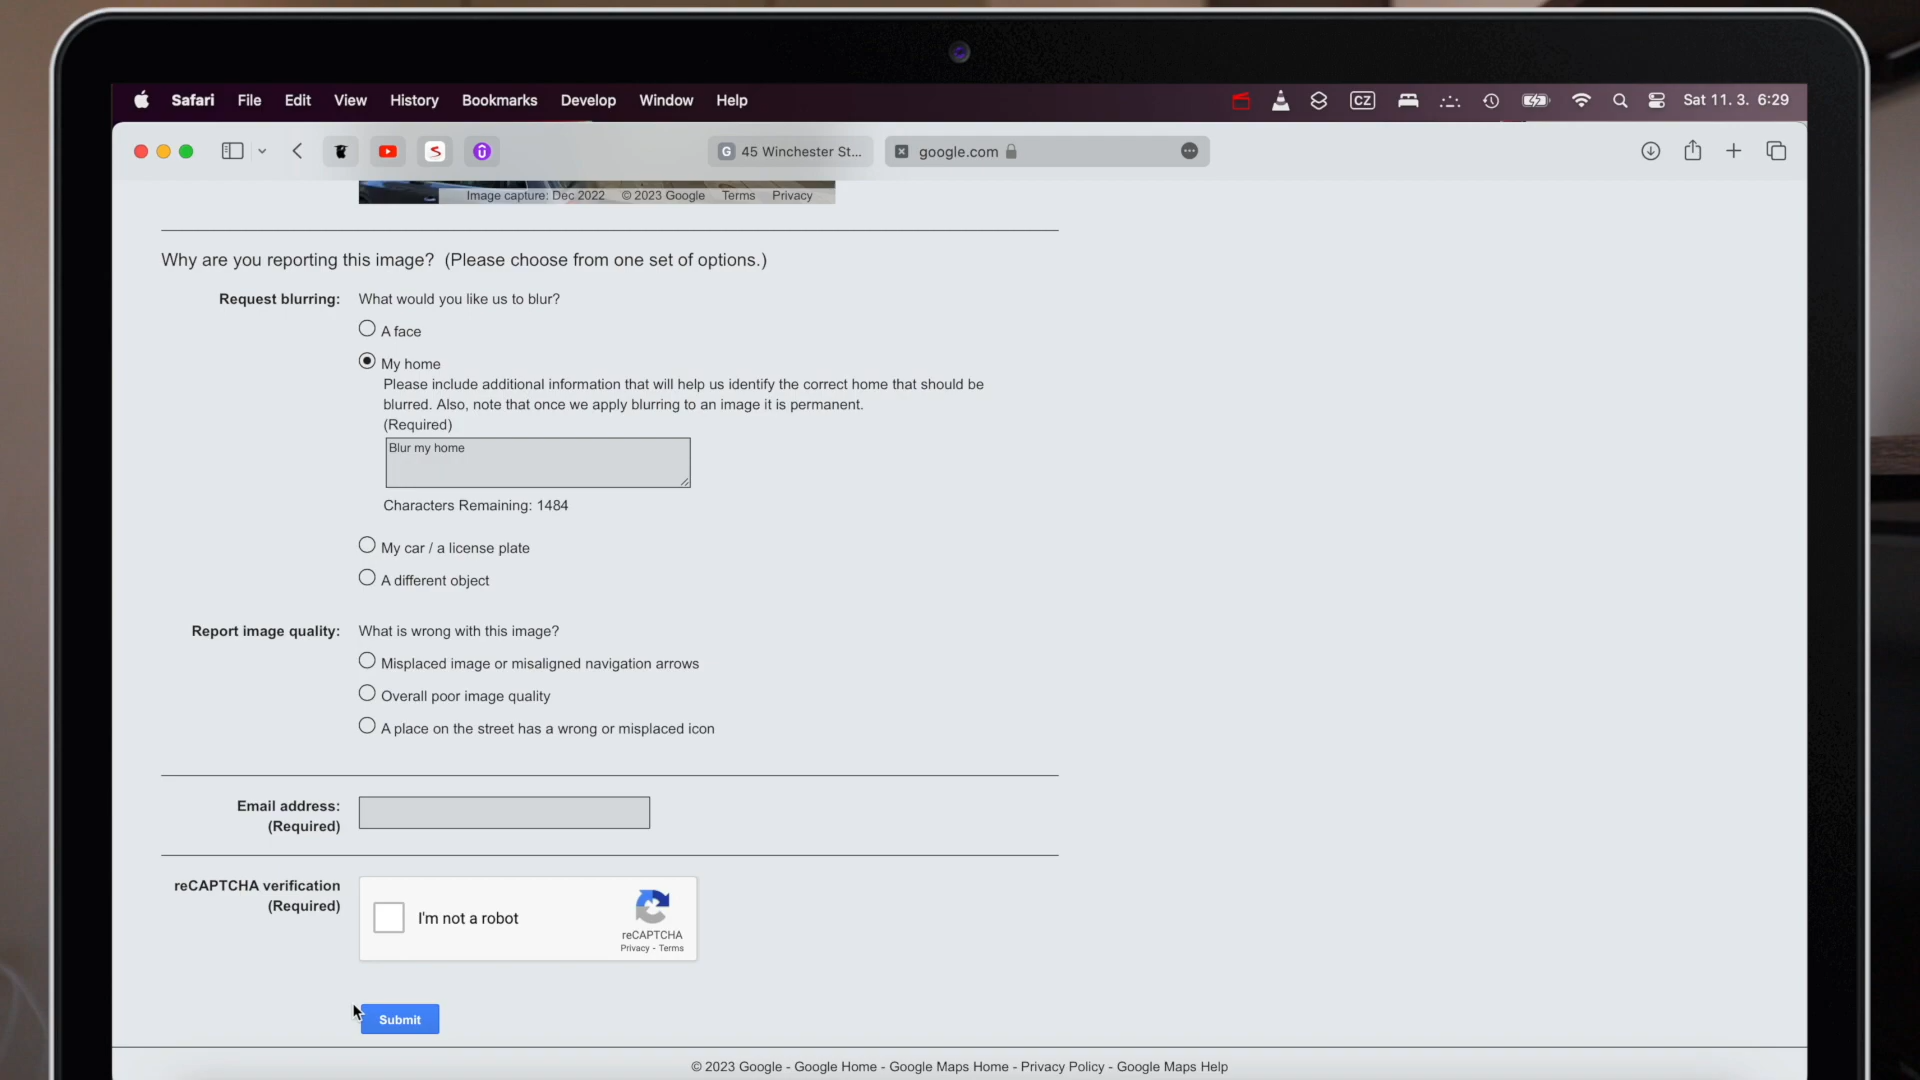 Safari File Edit View History Bookmarks Develop Window Help CZ Sat 11. 3. 6:29
G 45 Winchester St... google.com
Image capture: Dec 2022 © 2023 Google Terms Privacy
Why are you reporting this image? (Please choose from one set of options.)
Request blurring: What would you like us to blur?
A face
My home
Please include additional information that will help us identify the correct home that should be
blurred. Also, note that once we apply blurring to an image it is permanent.
(Required)
Blur my home
Characters Remaining: 1484
My car / a license plate
A different object
Report image quality: What is wrong with this image?
Misplaced image or misaligned navigation arrows
Overall poor image quality
A place on the street has a wrong or misplaced icon
Email address:
(Required)
reCAPTCHA verification
(Required)
I'm not a robot
reCAPTCHA
Privacy - Terms
Submit
© 2023 Google - Google Home - Google Maps Home - Privacy Policy - Google Maps Help